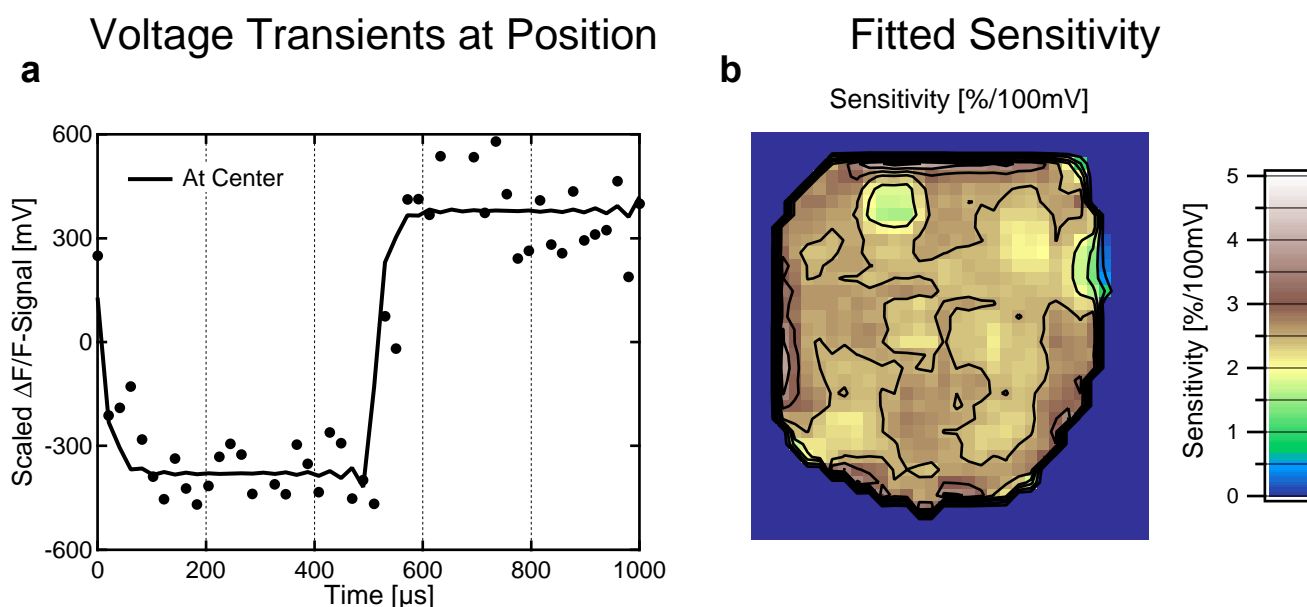 Voltage Transients at Position
Fitted Sensitivity
a
b
Sensitivity [%/100mV]
600
300
0
-300
-600
Scaled ΔF/F-Signal [mV]
At Center
0
200
400
600
800
1000
Time [µs]
Sensitivity [%/100mV]
5
4
3
2
1
0